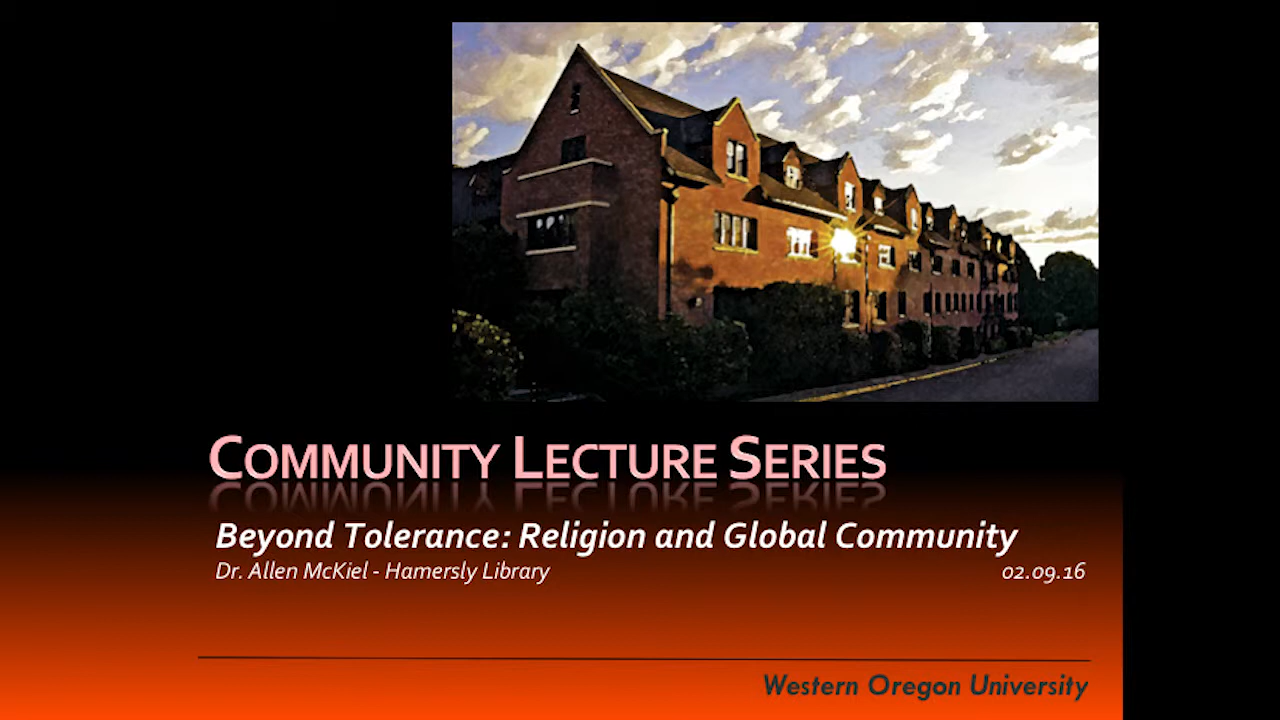 Community Lecture Series
Beyond Tolerance: Religion and Global Community
Dr. Allen McKiel - Hamersly Library 02.09.16
Western Oregon University